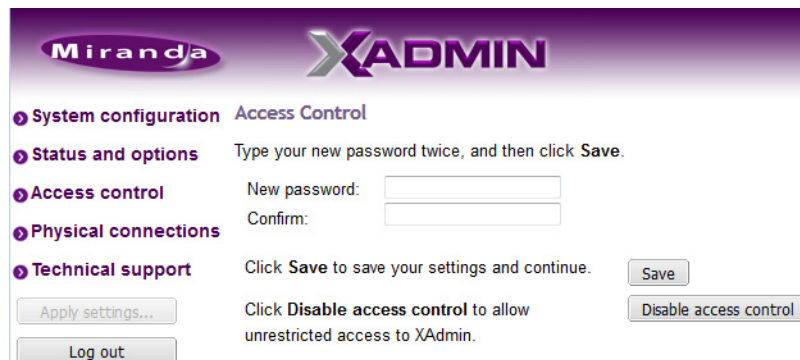 Miranda
XADMIN
System configuration
Status and options
Access control
Physical connections
Technical support
Apply settings...
Log out
Access Control
Type your new password twice, and then click Save.
New password:
Confirm:
Click Save to save your settings and continue.
Save
Click Disable access control to allow
unrestricted access to XAdmin.
Disable access control